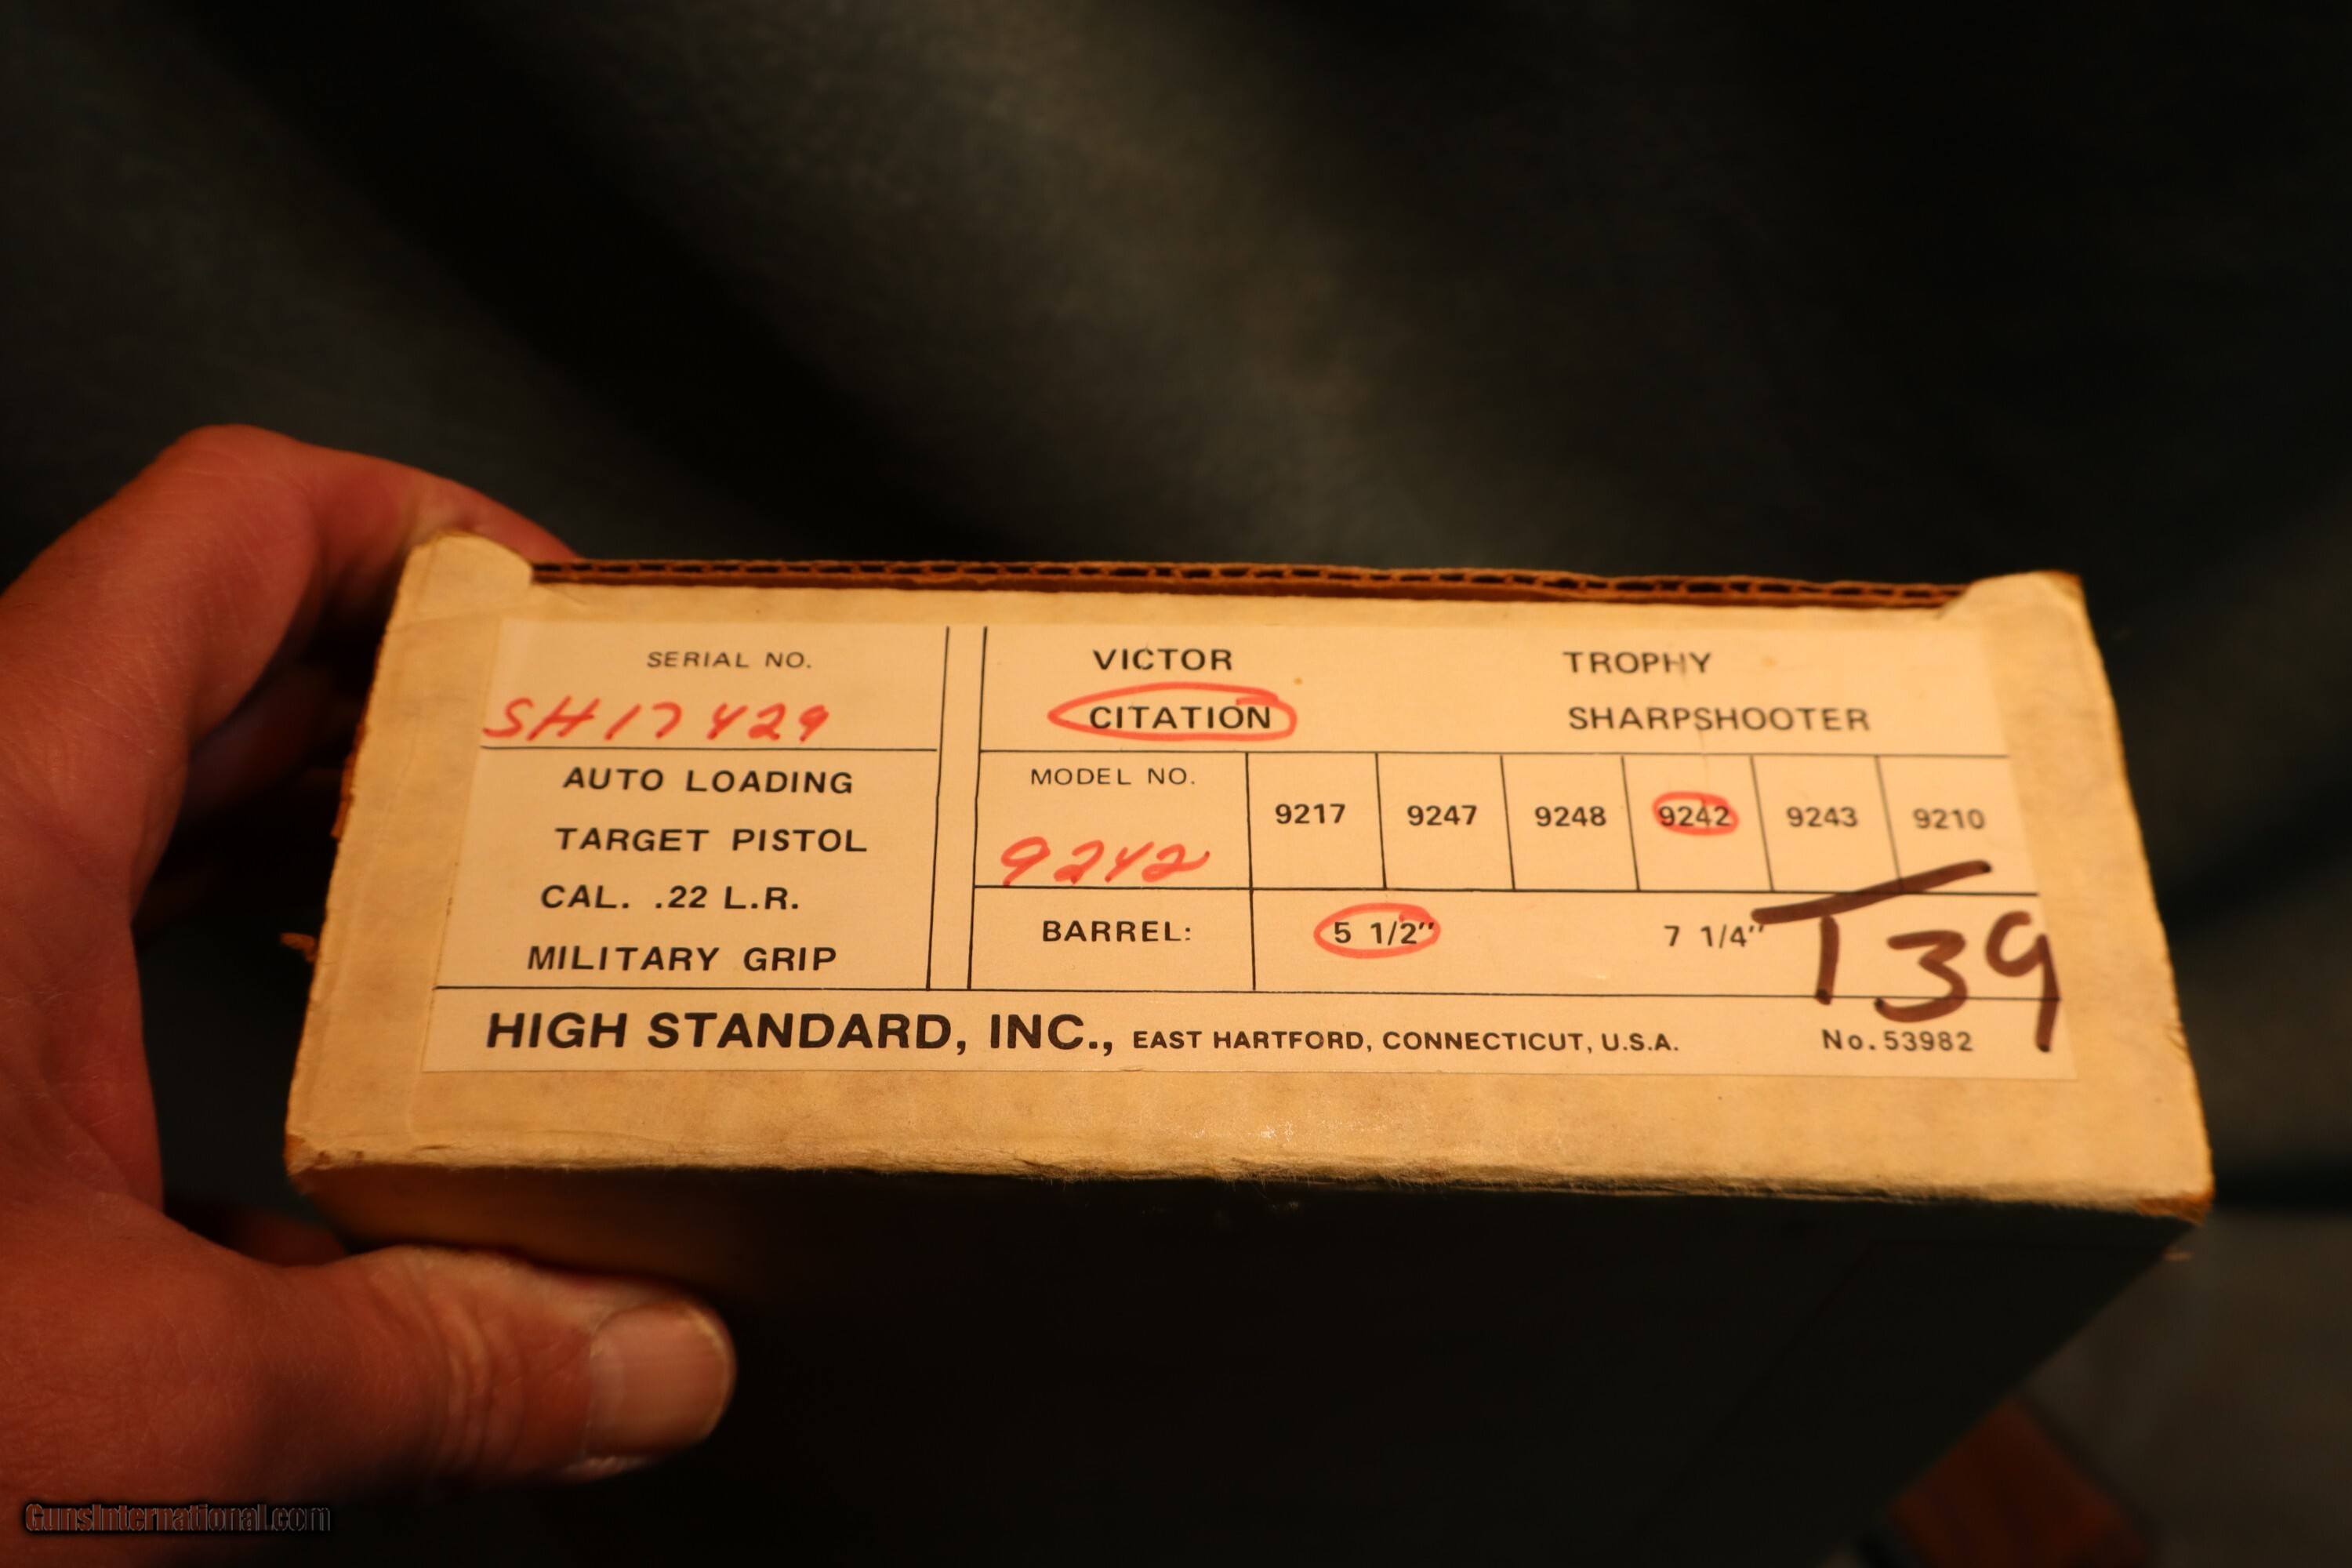 SERIAL NO.
SH17429
AUTO LOADING
TARGET PISTOL
CAL. .22 L.R.
MILITARY GRIP
VICTOR TROPHY
CITATION SHARPSHOOTER
MODEL NO.
9242
9217 9247 9248 9242 9243 9210
BARREL: 5 1/2" 7 1/4"
T39
HIGH STANDARD, INC., EAST HARTFORD, CONNECTICUT, U.S.A. No. 53982
GunsInternational.com